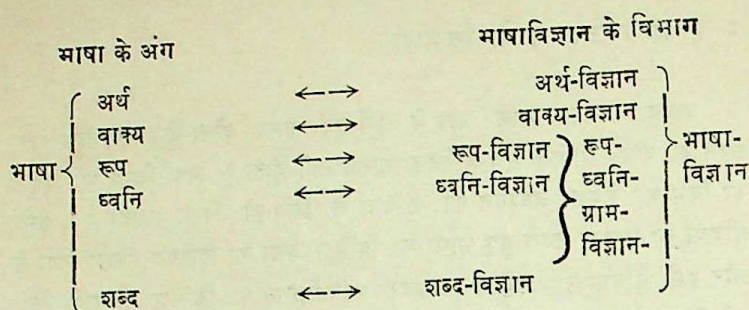 भाषा के अंग भाषाविज्ञान के विभाग
अर्थ ←→ अर्थ-विज्ञान
वाक्य ←→ वाक्य-विज्ञान
भाषा रूप ←→ रूप-विज्ञान रूप- भाषा-
ध्वनि ←→ ध्वनि-विज्ञान ध्वनि- विज्ञान
ग्राम-
विज्ञान-
शब्द ←→ शब्द-विज्ञान